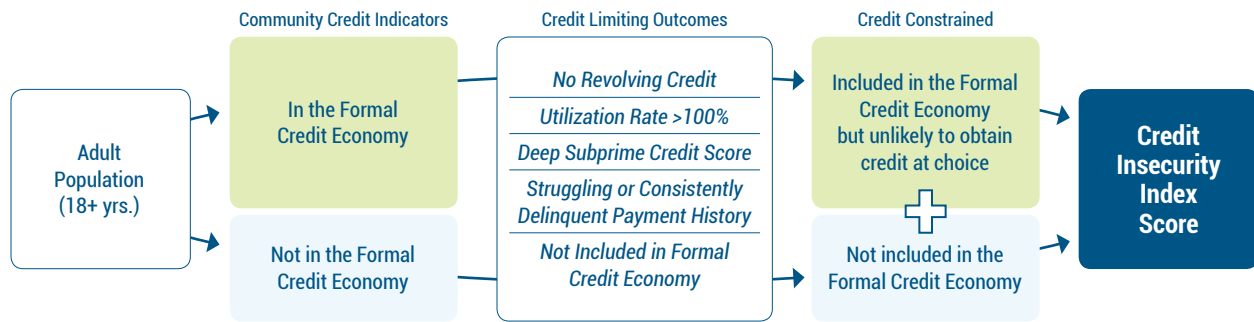 Community Credit Indicators
Credit Limiting Outcomes
Credit Constrained
Adult
Population
(18+ yrs.)
In the Formal
Credit Economy
Not in the Formal
Credit Economy
No Revolving Credit
Utilization Rate >100%
Deep Subprime Credit Score
Struggling or Consistently
Delinquent Payment History
Not Included in Formal
Credit Economy
Included in the Formal
Credit Economy
but unlikely to obtain
credit at choice
Not included in the
Formal Credit Economy
Credit
Insecurity
Index
Score